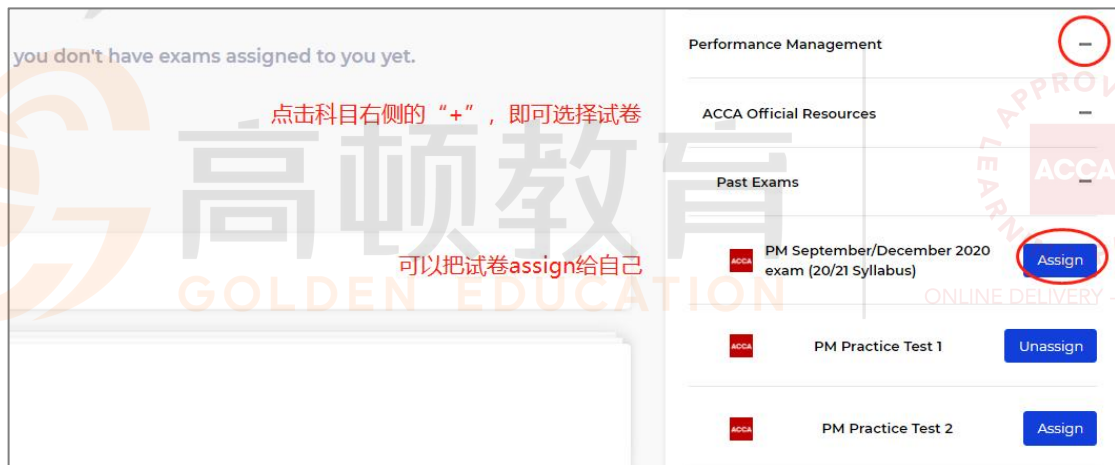 you don't have exams assigned to you yet.
点击科目右侧的“+”，即可选择试卷
高顿教育
可以把试卷assign给自己
GOLDEN EDUCATION
Performance Management
ACCA Official Resources
Past Exams
ACCA
PM September/December 2020
exam (20/21 Syllabus)
Assign
ACCA
PM Practice Test 1
Unassign
ACCA
PM Practice Test 2
Assign
APPROV
LEARN
ACCA
ONLINE DELIVERY -